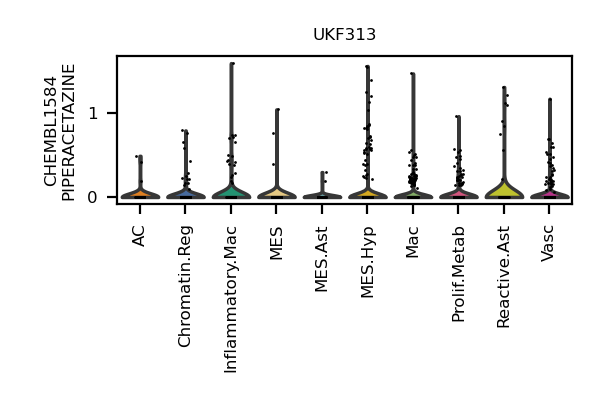 UKF313
CHEMBL1584
PIPERACETAZINE
1
0
AC
Chromatin.Reg
Inflammatory.Mac
MES
MES.Ast
MES.Hyp
Mac
Prolif.Metab
Reactive.Ast
Vasc